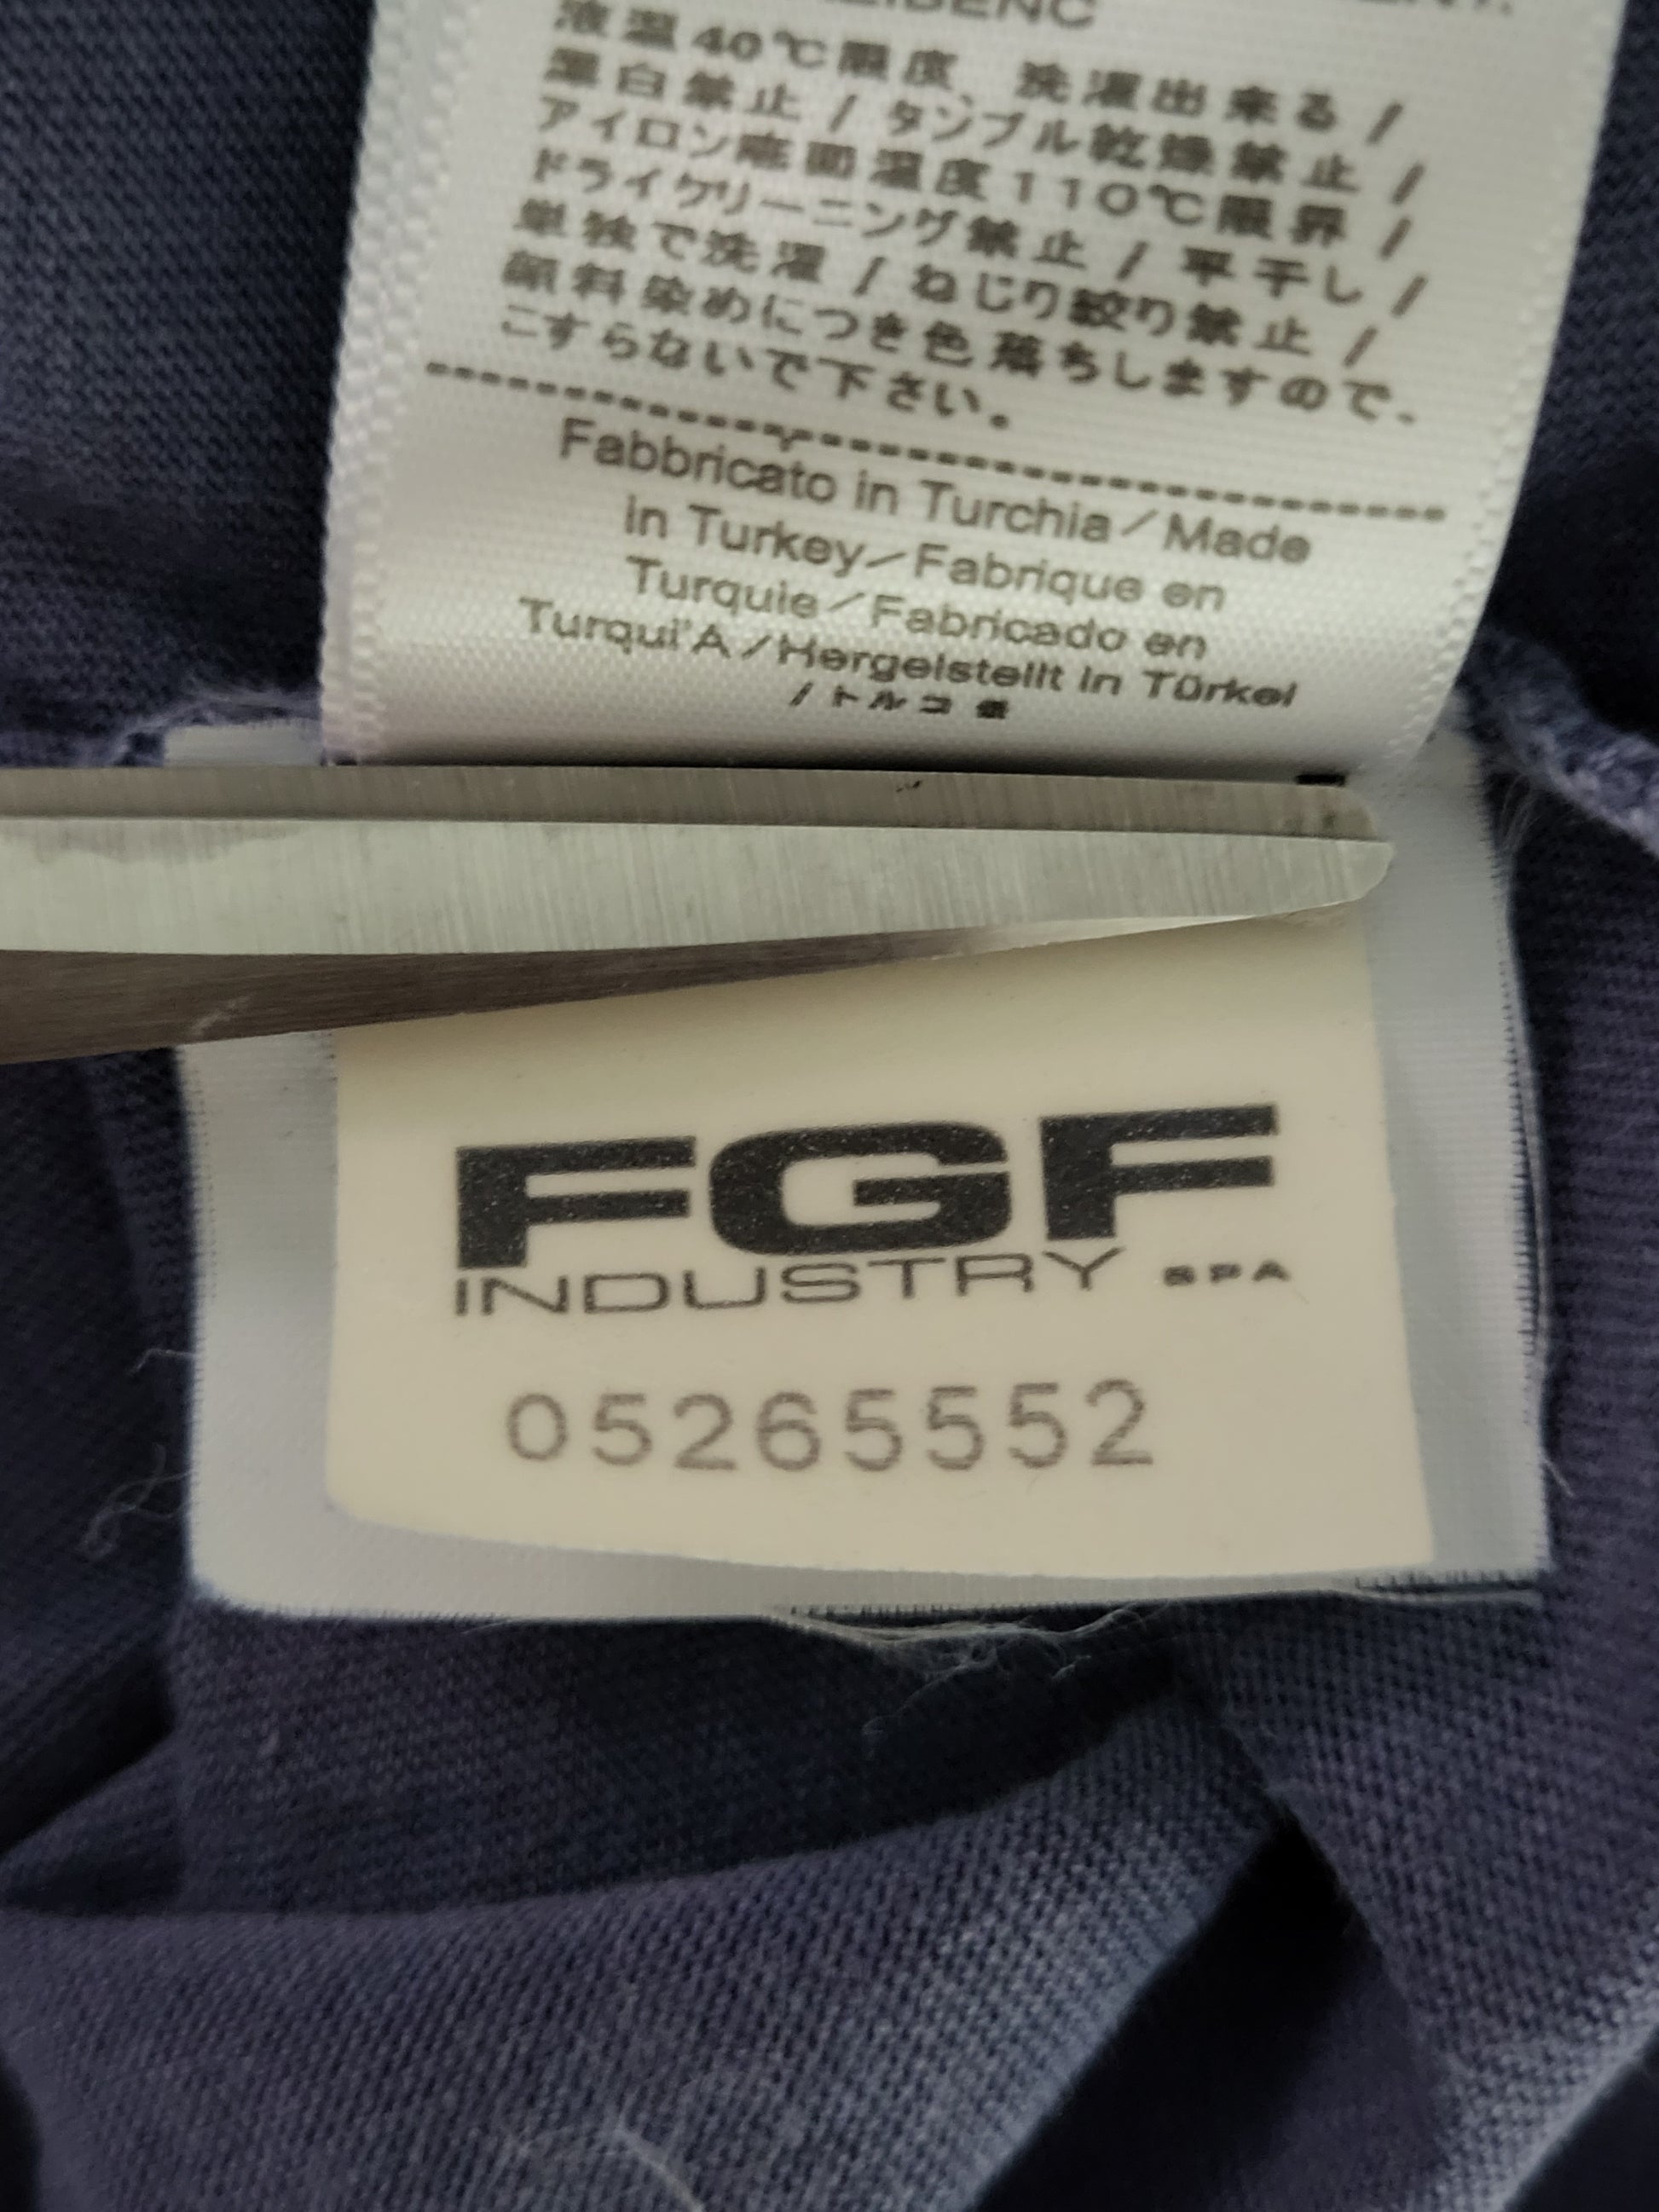 液温40℃限度、洗濯出来る /
漂白禁止 / タンブル乾燥禁止 /
アイロン底面温度110℃限界 /
ドライクリーニング禁止 / 平干し /
単独で洗濯 / ねじり絞り禁止 /
顔料染めにつき色落ちしますので、
こすらないで下さい。
Fabbricato in Turchia/Made
in Turkey/Fabrique en
Turquie/Fabricado en
Turqui'A/Hergelstellt in Türkei
/トルコ製
FGF
INDUSTRY SPA
05265552